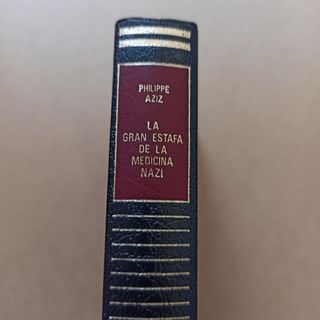 PHILIPPE
AZIZ
LA
GRAN ESTAFA
DE LA
MEDICINA
NAZI